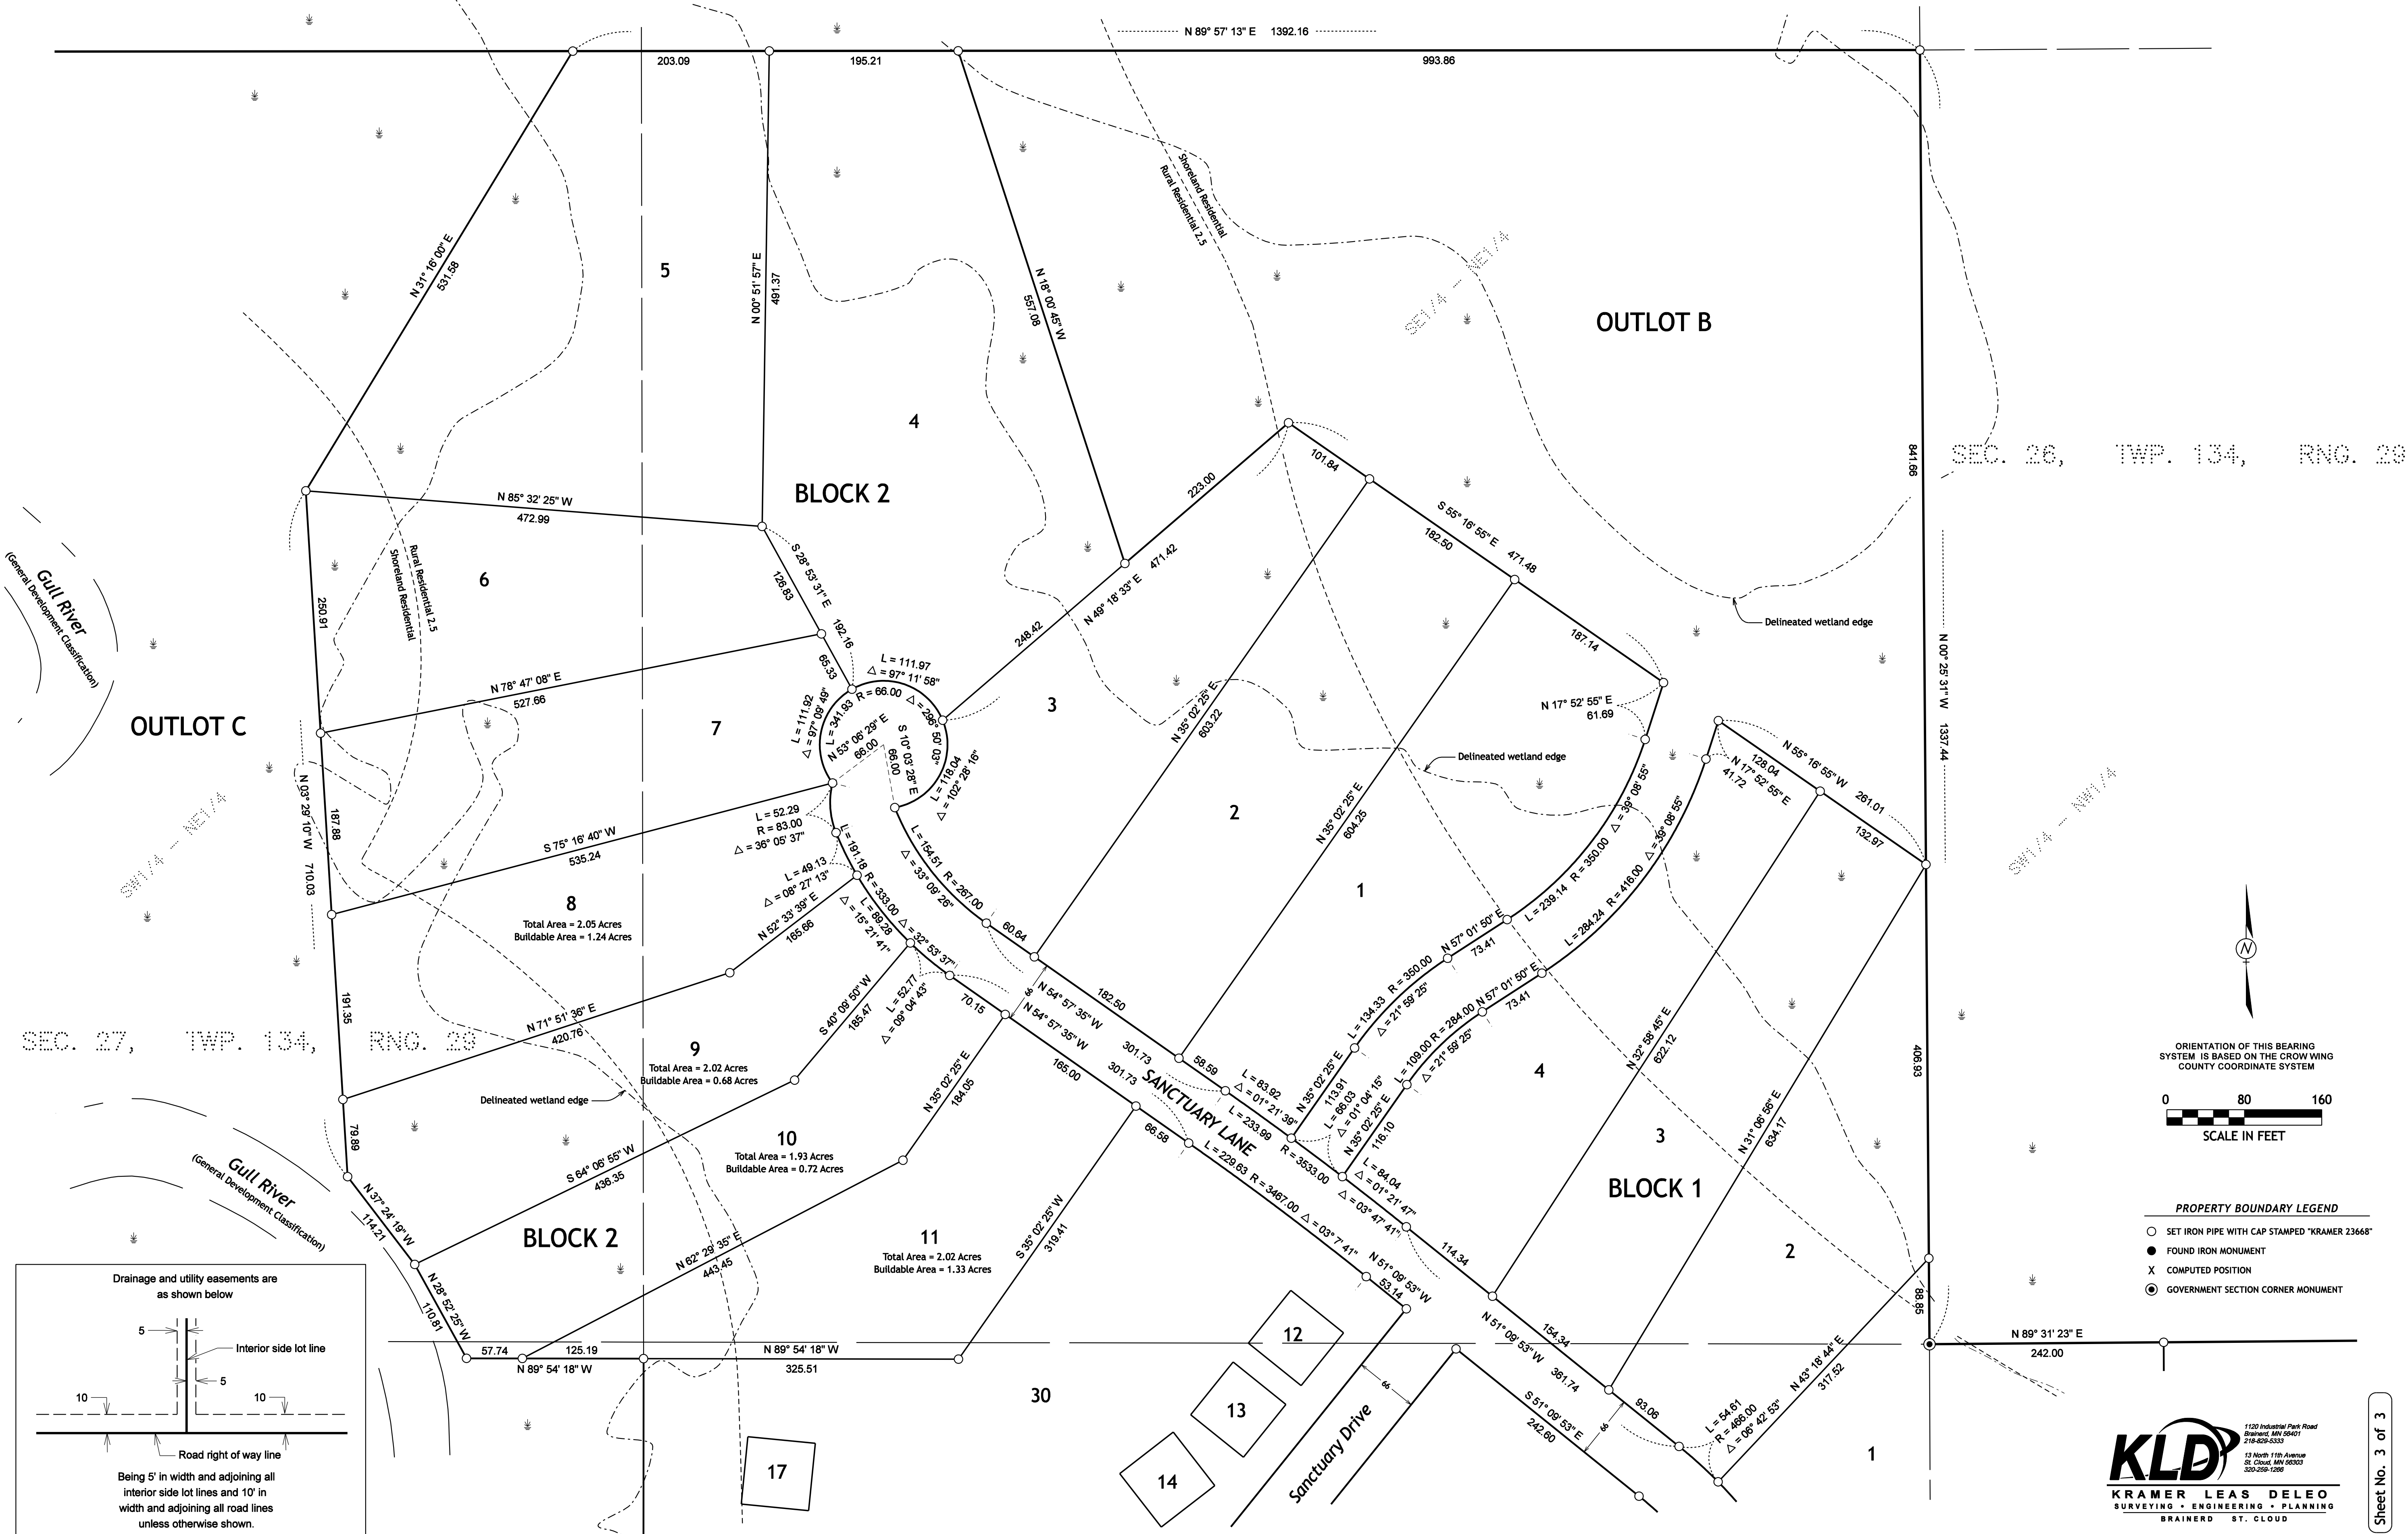 N 89° 57' 13" E 1392.16
203.09
195.21
993.86
Shoreland Residential
Rural Residential 2.5
N 31° 16' 00" E
531.58
5
N 00° 51' 57" E
491.37
N 18° 00' 45" W
557.08
SE1/4 - NE1/4
OUTLOT B
4
841.66
SEC. 26, TWP. 134, RNG. 29
101.84
223.00
BLOCK 2
N 85° 32' 25" W
472.99
S 55° 16' 55" E 471.48
182.50
Gull River
(General Development Classification)
Rural Residential 2.5
Shoreland Residential
6
S 28° 53' 31" E
126.83
192.16
65.33
250.91
N 49° 18' 33" E 471.42
248.42
187.14
Delineated wetland edge
N 00° 25' 31" W 1337.44
N 78° 47' 08" E
527.66
L = 111.97
△ = 97° 11' 58"
R = 66.00
L = 111.92
△ = 97° 09' 49"
L = 341.93
△ = 296° 50' 03"
N 53° 06' 29" E
66.00
S 10° 03' 28" E
66.00
L = 118.04
△ = 102° 28' 16"
OUTLOT C
7
3
N 35° 02' 25" E
603.22
N 17° 52' 55" E
61.69
Delineated wetland edge
N 55° 16' 55" W 261.01
128.04
N 17° 52' 55" E
41.72
132.97
SW1/4 - NE1/4
N 03° 29' 10" W 710.03
187.88
S 75° 16' 40" W
535.24
L = 52.29
R = 83.00
△ = 36° 05' 37"
2
N 35° 02' 25" E
604.25
L = 239.14 R = 350.00 △ = 39° 08' 55"
L = 284.24 R = 416.00 △ = 39° 08' 55"
SW1/4 - NW1/4
L = 191.18 R = 333.00 △ = 32° 53' 37"
L = 49.13
△ = 08° 27' 13"
L = 154.51 R = 267.00
△ = 33° 09' 26"
L = 89.28
△ = 15° 21' 41"
8
Total Area = 2.05 Acres
Buildable Area = 1.24 Acres
N 52° 33' 39" E
165.66
1
60.64
N 57° 01' 50" E
73.41
191.35
N 71° 51' 36" E
420.76
S 40° 09' 50" W
185.47
L = 52.77
△ = 09° 04' 43"
70.15
66
182.50
N 54° 57' 35" W
301.73
L = 134.33 R = 350.00
△ = 21° 59' 25"
N 57° 01' 50" E
73.41
L = 109.00 R = 284.00
△ = 21° 59' 25"
SEC. 27, TWP. 134, RNG. 29
9
Total Area = 2.02 Acres
Buildable Area = 0.68 Acres
N 54° 57' 35" W
301.73
165.00
SANCTUARY LANE
58.59
N 35° 02' 25" E
113.91
4
N 32° 58' 45" E
622.12
406.93
ORIENTATION OF THIS BEARING
SYSTEM IS BASED ON THE CROW WING
COUNTY COORDINATE SYSTEM
N
0 80 160
SCALE IN FEET
Delineated wetland edge
79.89
N 35° 02' 25" E
184.05
L = 83.92
△ = 01° 21' 39"
L = 233.99 R = 3533.00 △ = 03° 47' 41"
L = 66.03
△ = 01° 04' 15"
N 35° 02' 25" E
116.10
L = 84.04
△ = 01° 21' 47"
3
N 31° 06' 56" E
634.17
10
Total Area = 1.93 Acres
Buildable Area = 0.72 Acres
66.58
L = 229.63 R = 3467.00 △ = 03° 7' 41"
BLOCK 1
Gull River
(General Development Classification)
N 37° 24' 19" W
114.21
S 64° 06' 55" W
436.35
BLOCK 2
N 62° 29' 35" E
443.45
11
Total Area = 2.02 Acres
Buildable Area = 1.33 Acres
S 35° 02' 25" W
319.41
N 51° 09' 53" W
53.14
114.34
2
PROPERTY BOUNDARY LEGEND
SET IRON PIPE WITH CAP STAMPED "KRAMER 23668"
FOUND IRON MONUMENT
X COMPUTED POSITION
GOVERNMENT SECTION CORNER MONUMENT
Drainage and utility easements are
as shown below
5
Interior side lot line
5
10
10
Road right of way line
Being 5' in width and adjoining all
interior side lot lines and 10' in
width and adjoining all road lines
unless otherwise shown.
N 28° 52' 25" W
110.81
57.74
125.19
N 89° 54' 18" W
N 89° 54' 18" W
325.51
12
13
14
17
30
66
Sanctuary Drive
154.34
N 51° 09' 53" W 361.74
93.06
S 51° 09' 53" E
242.60
66
L = 54.61
R = 466.00
△ = 06° 42' 53"
N 43° 18' 44" E
317.52
88.85
N 89° 31' 23" E
242.00
1
KLD
1120 Industrial Park Road
Brainerd, MN 56401
218-829-5333
13 North 11th Avenue
St. Cloud, MN 56303
320-259-1266
KRAMER LEAS DELEO
SURVEYING • ENGINEERING • PLANNING
BRAINERD ST. CLOUD
Sheet No. 3 of 3